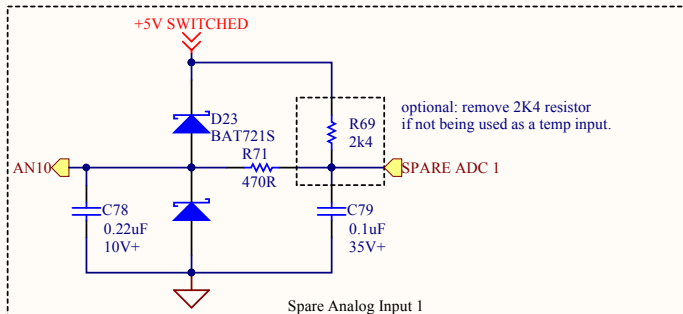 +5V SWITCHED
D23
BAT721S
R69
2k4
optional: remove 2K4 resistor
if not being used as a temp input.
R71
470R
AN10
SPARE ADC 1
C78
0.22uF
10V+
C79
0.1uF
35V+
Spare Analog Input 1